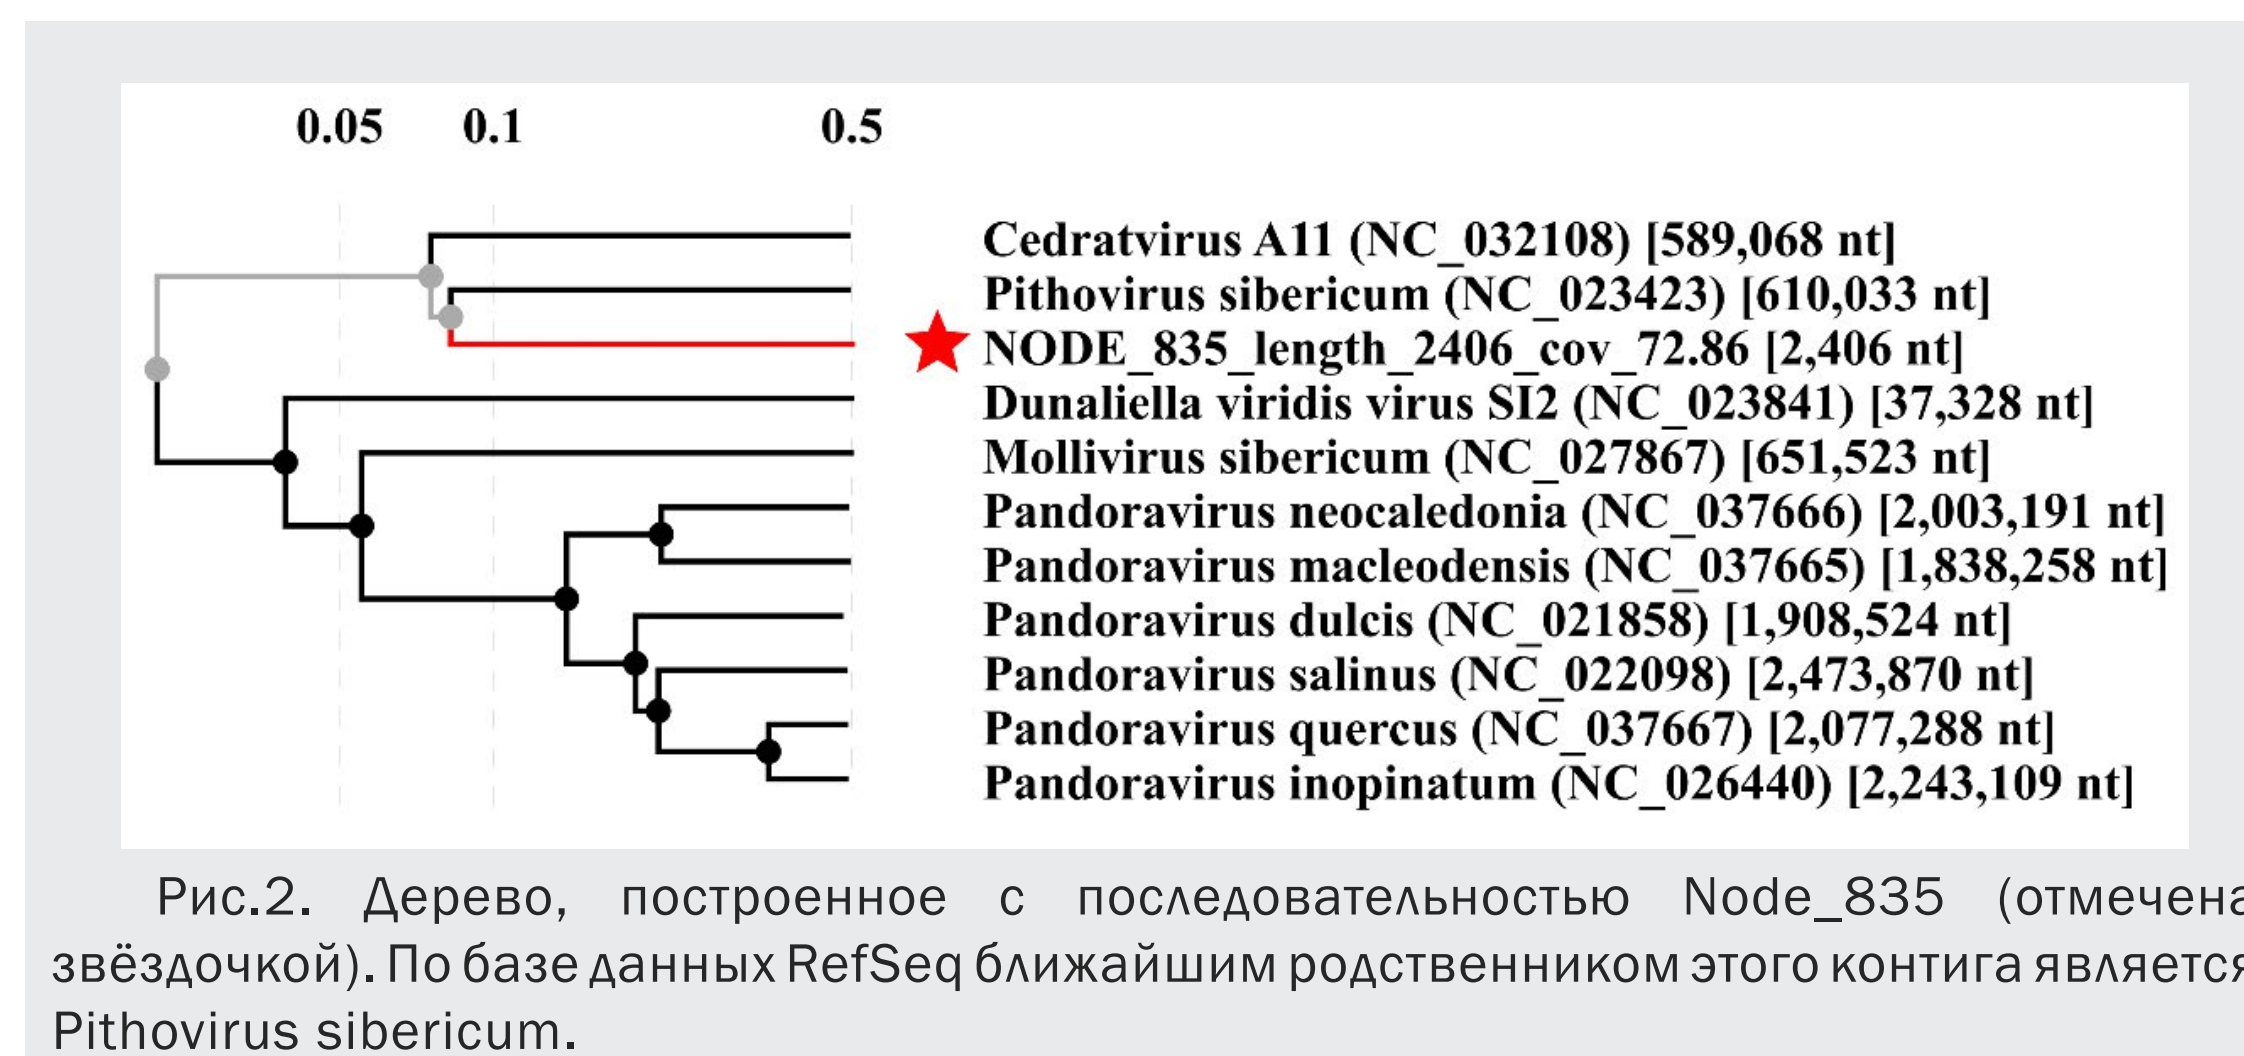 0.05 0.1 0.5
Cedratvirus A11 (NC_032108) [589,068 nt]
Pithovirus sibericum (NC_023423) [610,033 nt]
NODE_835_length_2406_cov_72.86 [2,406 nt]
Dunaliella viridis virus SI2 (NC_023841) [37,328 nt]
Mollivirus sibericum (NC_027867) [651,523 nt]
Pandoravirus neocaledonia (NC_037666) [2,003,191 nt]
Pandoravirus macleodensis (NC_037665) [1,838,258 nt]
Pandoravirus dulcis (NC_021858) [1,908,524 nt]
Pandoravirus salinus (NC_022098) [2,473,870 nt]
Pandoravirus quercus (NC_037667) [2,077,288 nt]
Pandoravirus inopinatum (NC_026440) [2,243,109 nt]
Рис.2. Дерево, построенное с последовательностью Node_835 (отмечена
звёздочкой). По базе данных RefSeq ближайшим родственником этого контига является
Pithovirus sibericum.